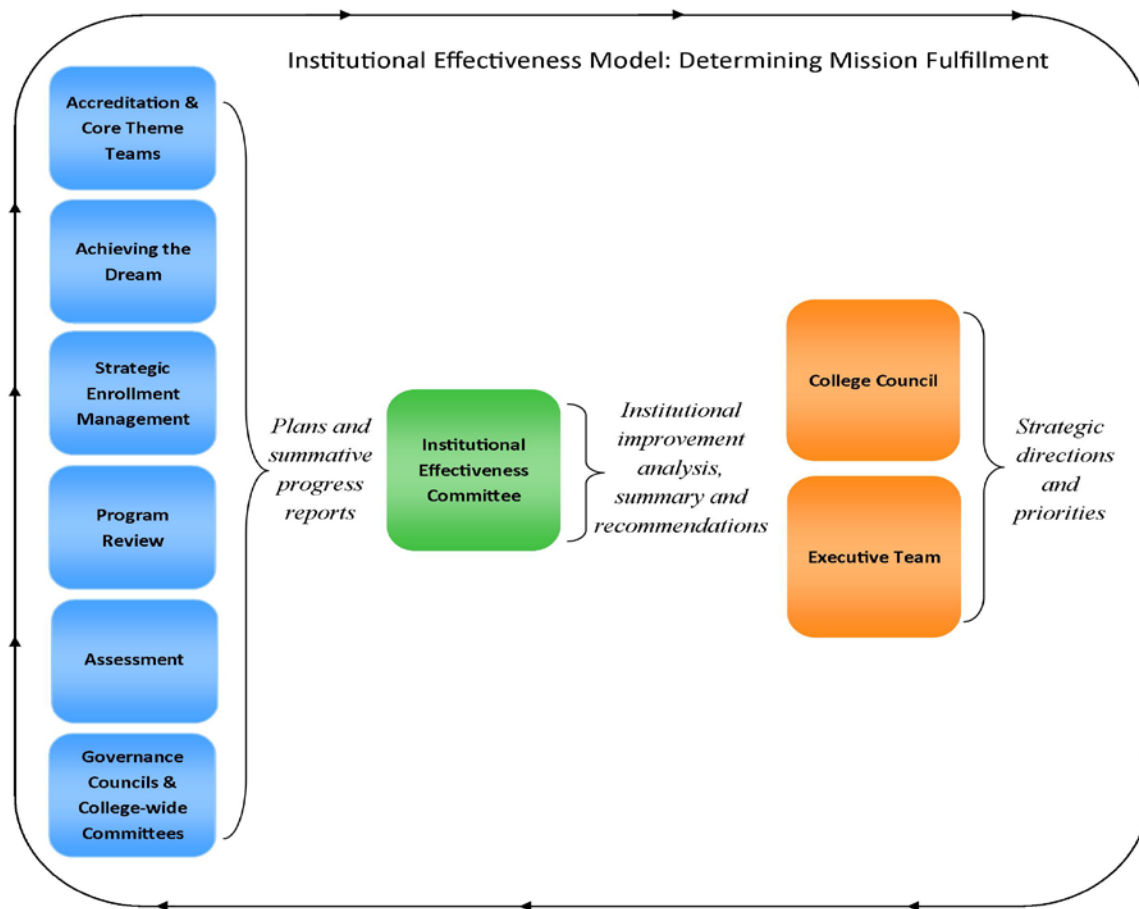 Institutional Effectiveness Model: Determining Mission Fulfillment
Accreditation &
Core Theme
Teams
Achieving the
Dream
Strategic
Enrollment
Management
Program
Review
Assessment
Governance
Councils &
College-wide
Committees
Plans and
summative
progress
reports
Institutional
Effectiveness
Committee
Institutional
improvement
analysis,
summary and
recommendations
College Council
Executive Team
Strategic
directions
and
priorities